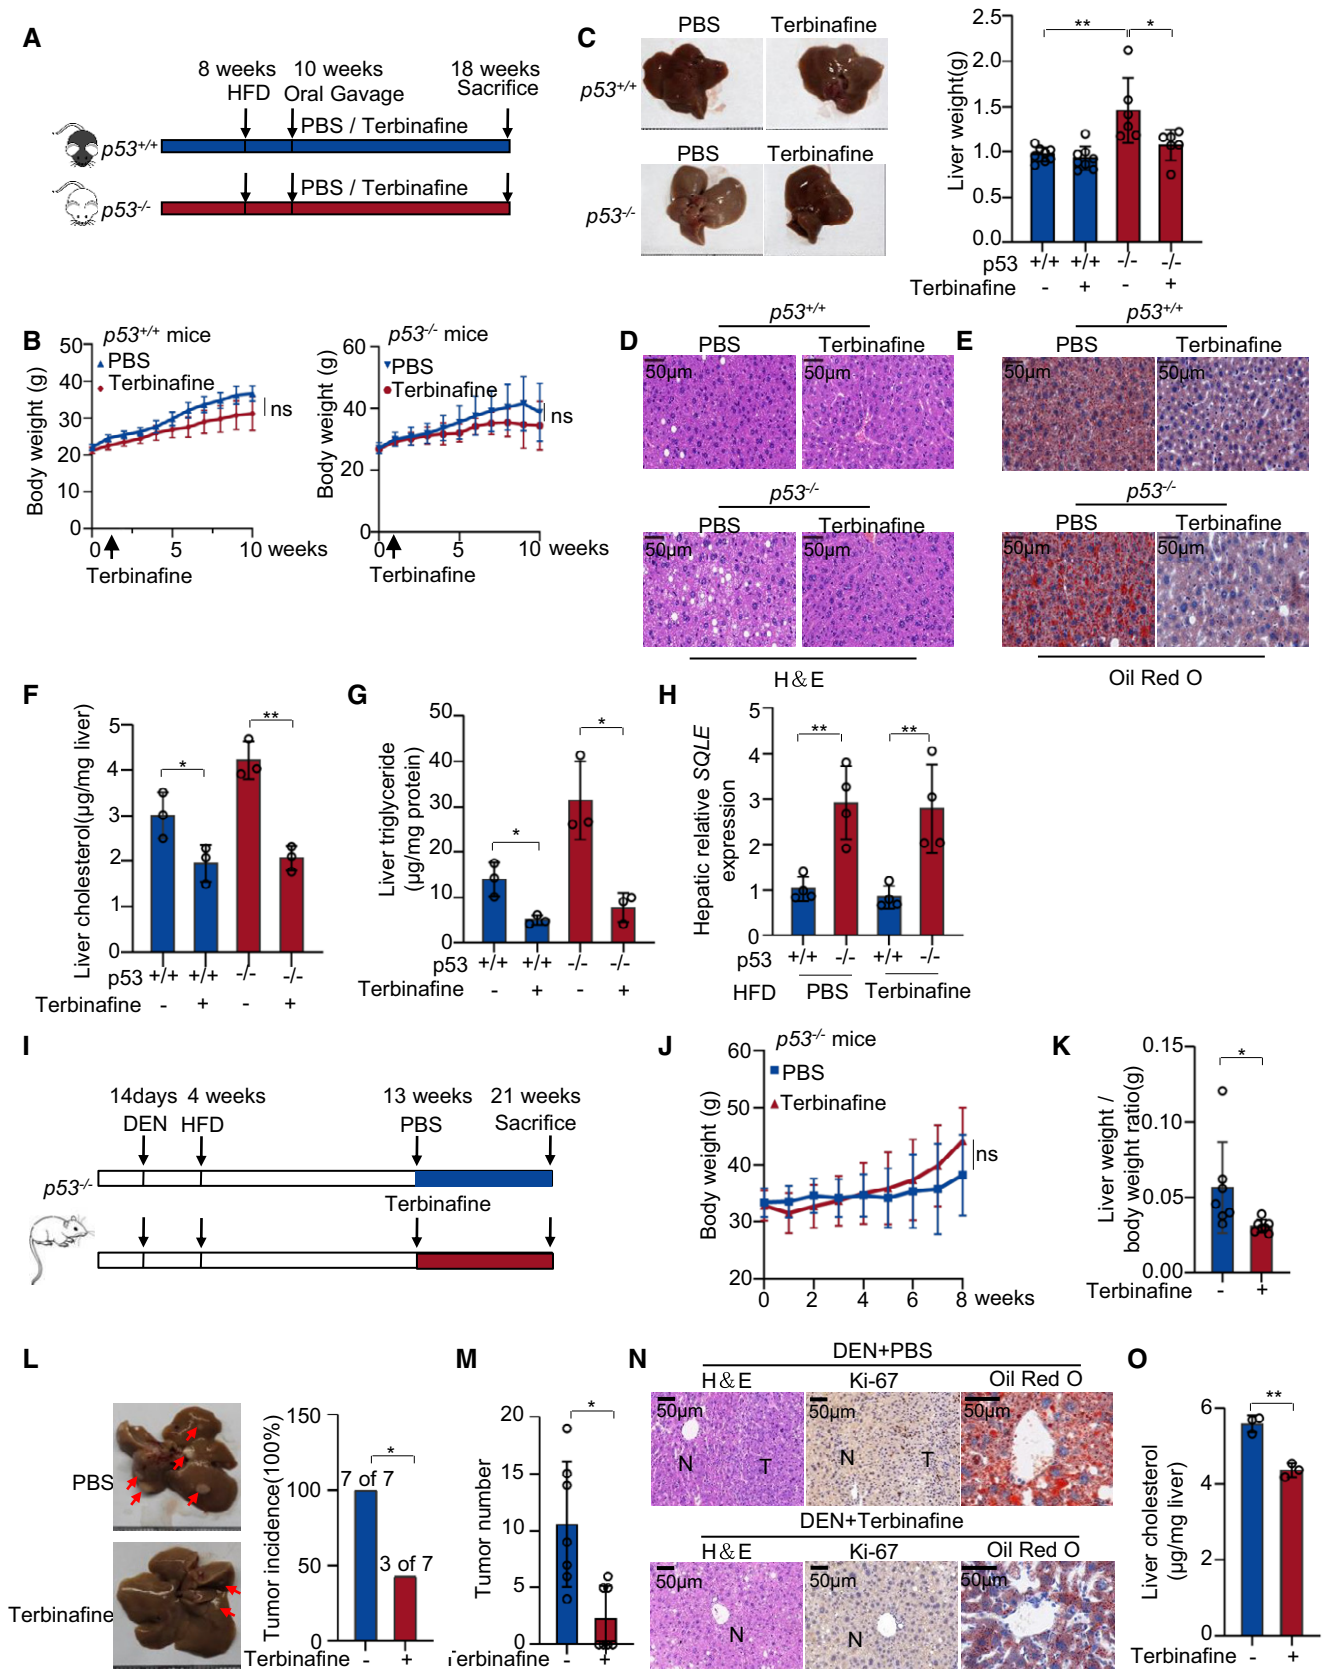 A
8 weeks
HFD
10 weeks
Oral Gavage
18 weeks
Sacrifice
PBS / Terbinafine
p53+/+
PBS / Terbinafine
p53-/-
C
PBS
Terbinafine
p53+/+
PBS
Terbinafine
p53-/-
Liver weight(g)
2.5
2.0
1.5
1.0
0.5
0.0
**
*
p53 +/+ +/+ -/- -/-
Terbinafine - + - +
B
p53+/+ mice
PBS
Terbinafine
Body weight (g)
50
40
30
20
10
0
ns
0 5 10 weeks
Terbinafine
p53-/- mice
PBS
Terbinafine
Body weight (g)
60
40
20
0
ns
0 5 10 weeks
Terbinafine
D
p53+/+
PBS
Terbinafine
50μm
50μm
p53-/-
PBS
Terbinafine
50μm
50μm
H&E
E
p53+/+
PBS
Terbinafine
50μm
50μm
p53-/-
PBS
Terbinafine
50μm
50μm
Oil Red O
F
Liver cholesterol(μg/mg liver)
5
4
3
2
1
0
*
**
p53 +/+ +/+ -/- -/-
Terbinafine - + - +
G
Liver triglyceride
(μg/mg protein)
50
40
30
20
10
0
*
*
p53 +/+ +/+ -/- -/-
Terbinafine - + - +
H
Hepatic relative SQLE
expression
5
4
3
2
1
0
**
**
p53 +/+ -/- +/+ -/-
HFD PBS Terbinafine
I
14days
DEN
4 weeks
HFD
13 weeks
PBS
21 weeks
Sacrifice
p53-/-
Terbinafine
J
p53-/- mice
PBS
Terbinafine
Body weight (g)
60
50
40
30
20
ns
0 2 4 6 8 weeks
K
Liver weight /
body weight ratio(g)
0.15
0.10
0.05
0.00
*
Terbinafine - +
L
PBS
Terbinafine
Tumor incidence(100%)
150
100
50
0
*
7 of 7
3 of 7
Terbinafine - +
M
Tumor number
20
15
10
5
0
*
Terbinafine - +
N
DEN+PBS
H&E
Ki-67
Oil Red O
50μm
50μm
50μm
N
T
N
T
DEN+Terbinafine
H&E
Ki-67
Oil Red O
50μm
50μm
50μm
N
N
O
Liver cholesterol
(μg/mg liver)
6
4
2
0
**
Terbinafine - +